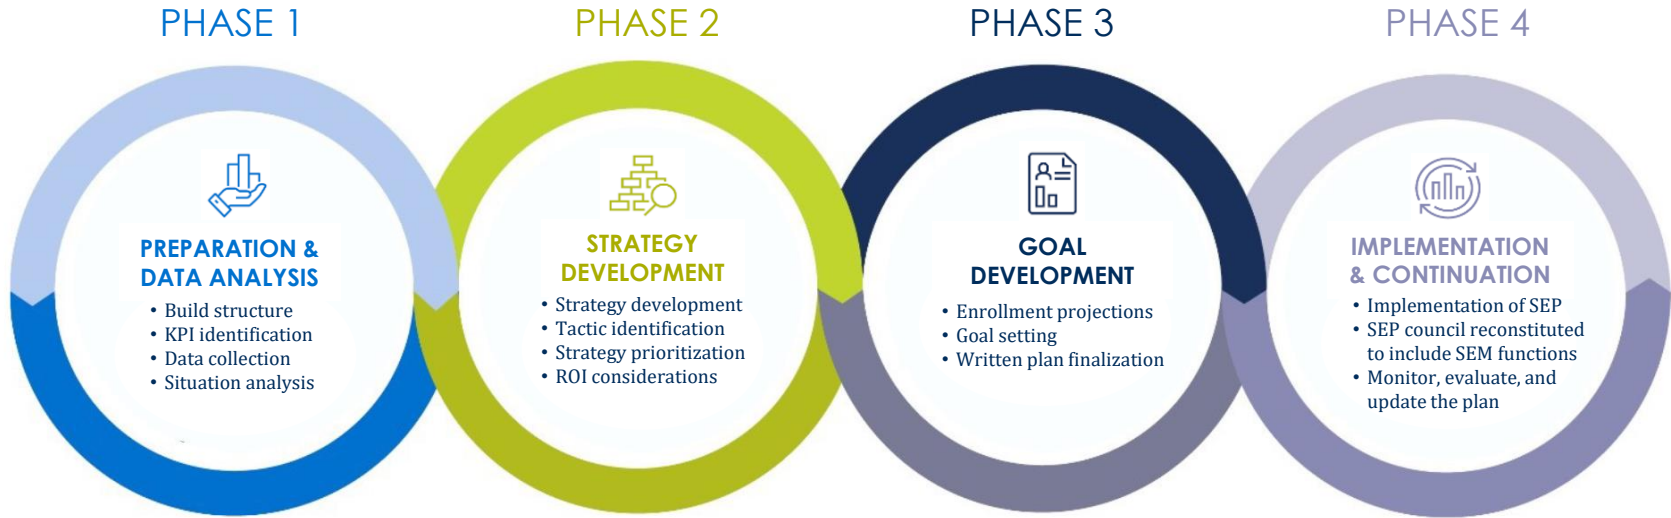 PHASE 1
PREPARATION &
DATA ANALYSIS
• Build structure
• KPI identification
• Data collection
• Situation analysis
PHASE 2
STRATEGY
DEVELOPMENT
• Strategy development
• Tactic identification
• Strategy prioritization
• ROI considerations
PHASE 3
GOAL
DEVELOPMENT
• Enrollment projections
• Goal setting
• Written plan finalization
PHASE 4
IMPLEMENTATION
& CONTINUATION
• Implementation of SEP
• SEP council reconstituted
to include SEM functions
• Monitor, evaluate, and
update the plan